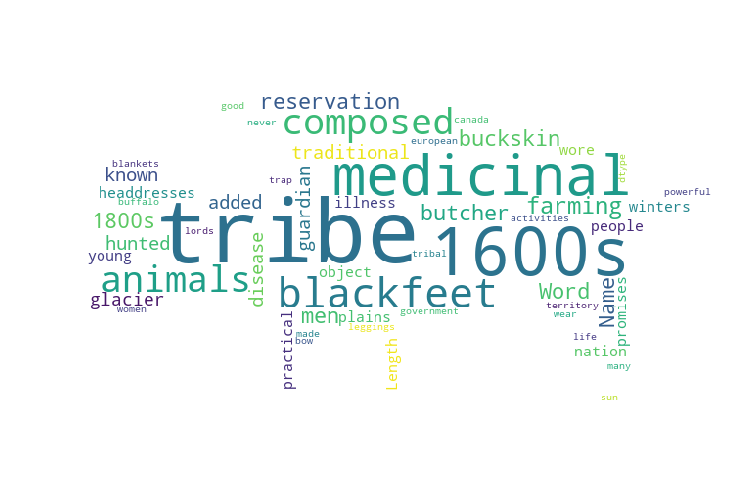 good
reservation
never
composed
canada
european
buckskin
traditional
wore
blankets
known
trap
guardian
medicinal
dtype
headdresses
buffalo
added
illness
powerful
1800s
lords
tribe
butcher
farming
winters
activities
people
hunted
young
disease
tribal
1600s
animals
object
glacier
women
blackfeet
Word
Name
promises
territory
men
plains
government
wear
practical
leggings
made
bow
Length
life
nation
many
sun